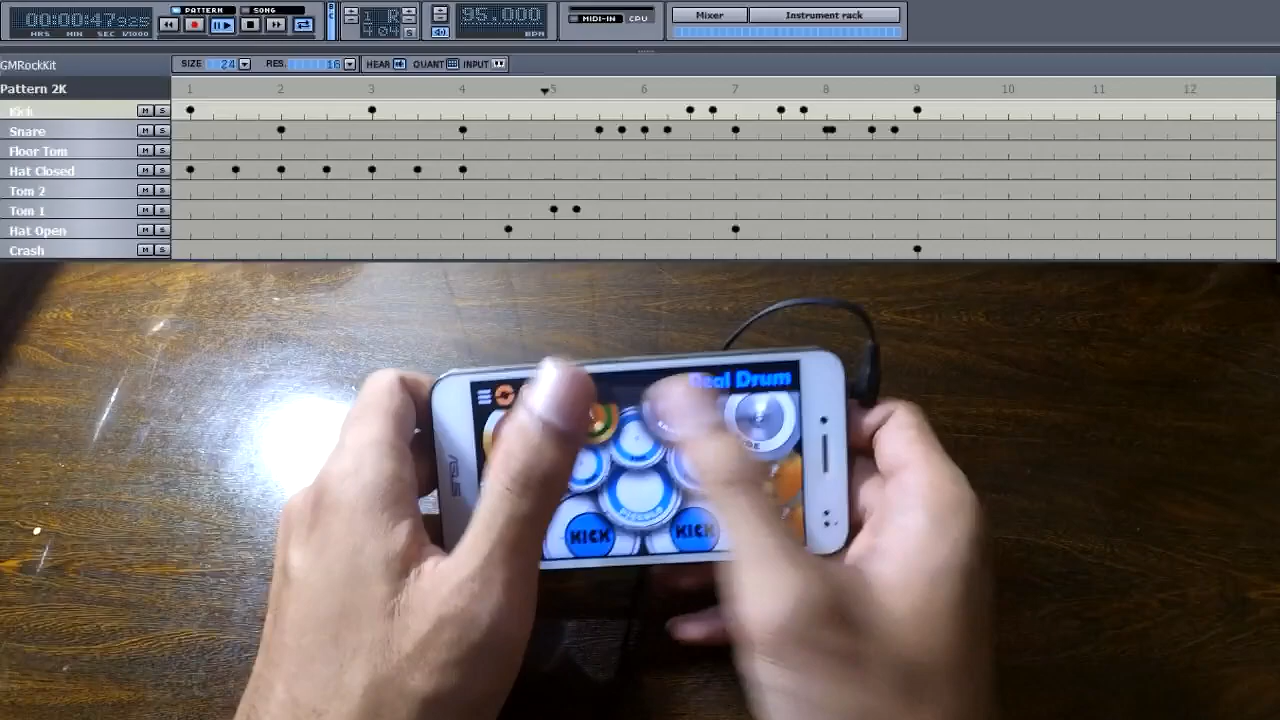 00:00:47925
HRS MIN SEC 1/1000
PATTERN SONG
BC
95.000
BPM
MIDI-IN CPU
Mixer Instrument rack
GMRockKit
SIZE 24 RES. 16 HEAR QUANT INPUT
Pattern 2K
1 2 3 4 5 6 7 8 9 10 11 12
Kick M S
Snare M S
Floor Tom M S
Hat Closed M S
Tom 2 M S
Tom 1 M S
Hat Open M S
Crash M S
Real Drum
ASUS
PICCOLO
KICK KICK